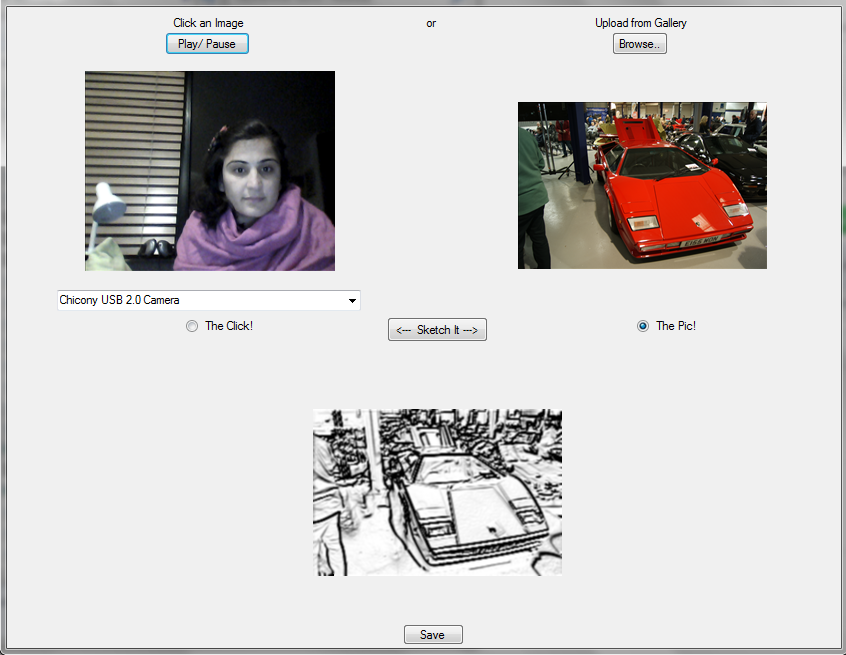 Click an Image
or
Upload from Gallery
Play/ Pause
Browse..
Chicony USB 2.0 Camera
The Click!
<--- Sketch It --->
The Pic!
Save